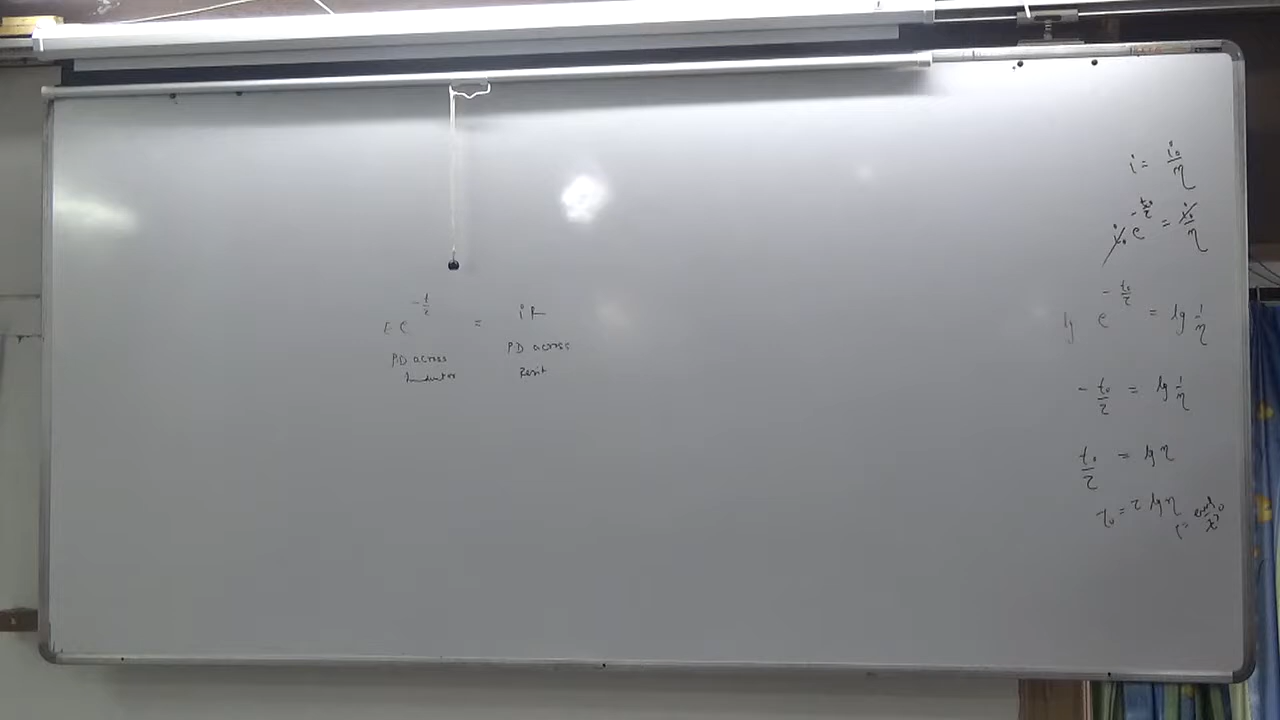 E e^{-t/τ} = iR
PD across PD across
Inductor Resist
i = i₀/η
i₀ e^{-t₀/τ} = i₀/η
lg e^{-t₀/τ} = lg 1/η
- t₀/τ = lg 1/η
t₀/τ = lg η
t₀ = τ lg η